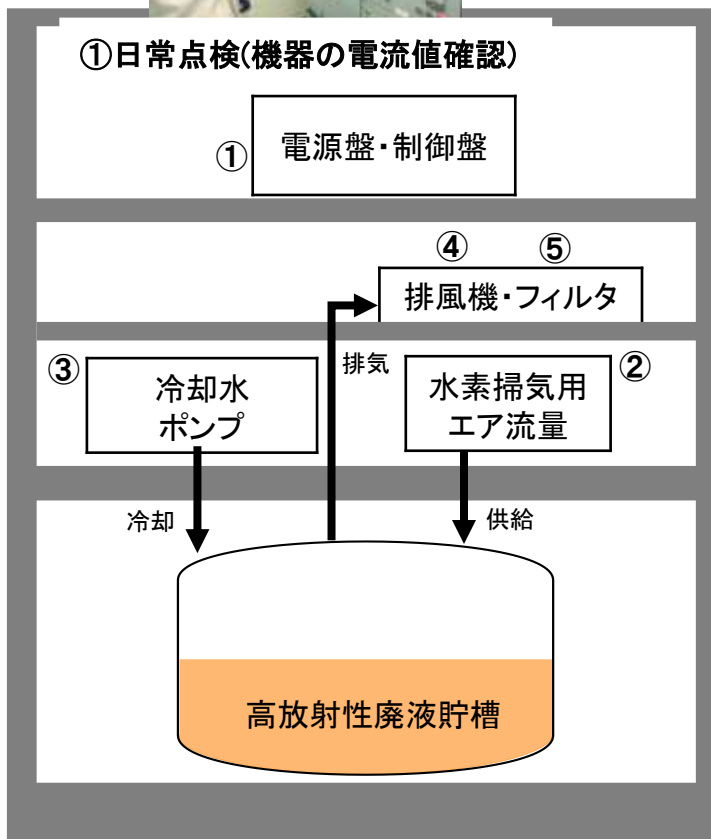 ①日常点検(機器の電流値確認)
①
電源盤・制御盤
④ ⑤
排風機・フィルタ
③
冷却水
ポンプ
排気
水素掃気用
エア流量
②
冷却
供給
高放射性廃液貯槽